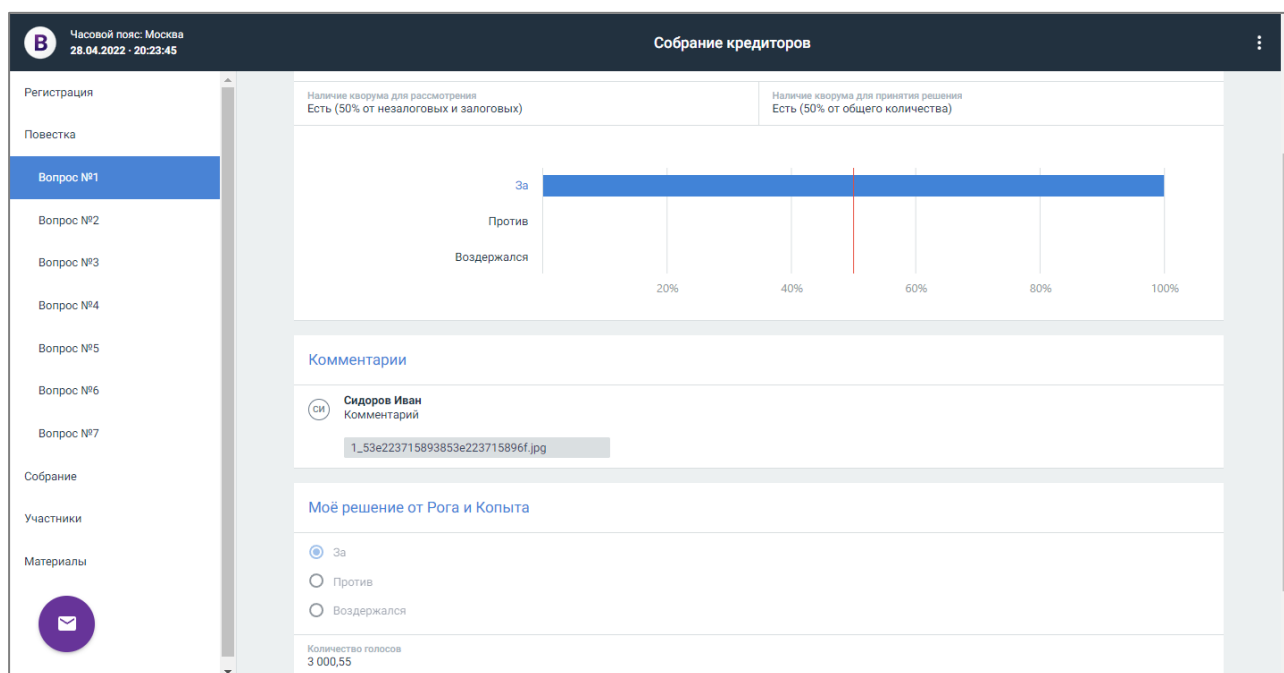 B
Часовой пояс: Москва
28.04.2022 · 20:23:45
Собрание кредиторов
Регистрация
Повестка
Вопрос №1
Вопрос №2
Вопрос №3
Вопрос №4
Вопрос №5
Вопрос №6
Вопрос №7
Собрание
Участники
Материалы
Наличие кворума для рассмотрения
Есть (50% от незалоговых и залоговых)
Наличие кворума для принятия решения
Есть (50% от общего количества)
За
Против
Воздержался
20% 40% 60% 80% 100%
Комментарии
СИ
Сидоров Иван
Комментарий
1_53e223715893853e223715896f.jpg
Моё решение от Рога и Копыта
За
Против
Воздержался
Количество голосов
3 000,55